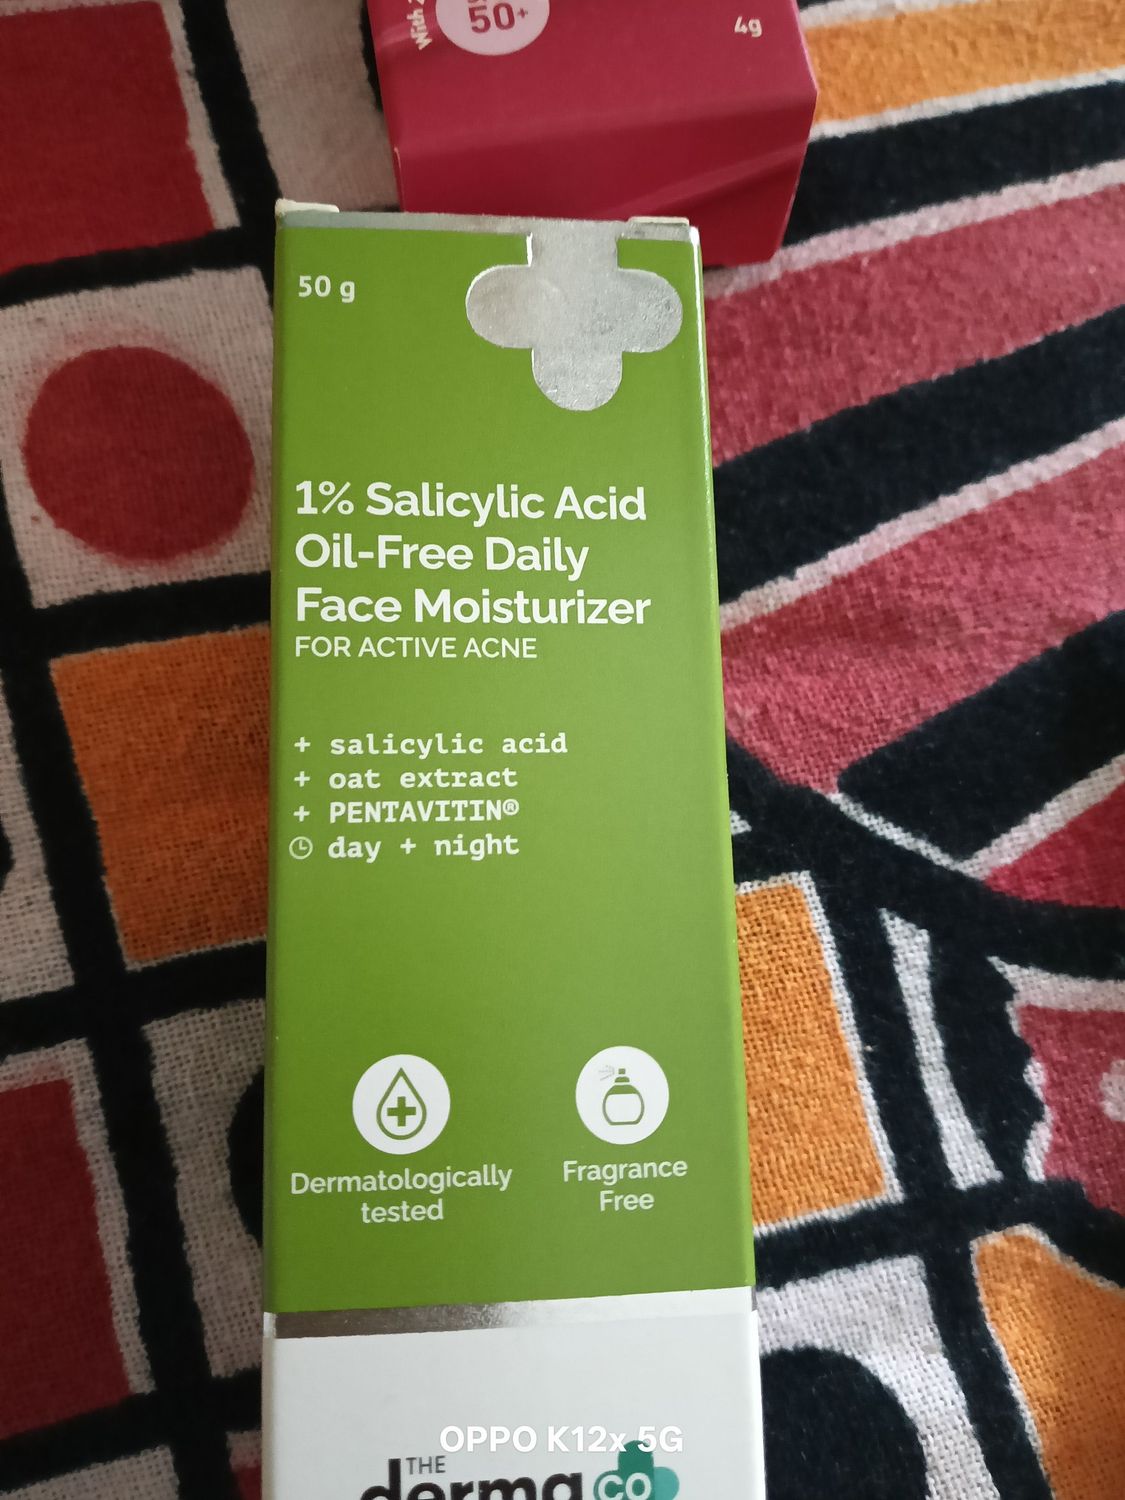 With
50+
4g
50 g
1% Salicylic Acid
Oil-Free Daily
Face Moisturizer
FOR ACTIVE ACNE
+ salicylic acid
+ oat extract
+ PENTAVITIN®
day + night
Dermatologically
tested
Fragrance
Free
OPPO K12x 5G
THE
derma
co